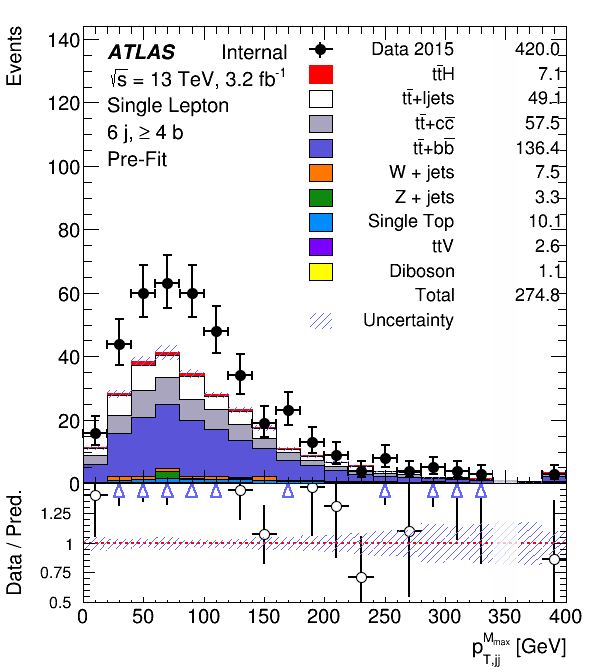 Events
140
120
100
80
60
40
20
0
ATLAS Internal
√s = 13 TeV, 3.2 fb⁻¹
Single Lepton
6 j, ≥ 4 b
Pre-Fit
Data 2015 420.0
tt̄H 7.1
tt̄+ljets 49.1
tt̄+cc̄ 57.5
tt̄+bb̄ 136.4
W + jets 7.5
Z + jets 3.3
Single Top 10.1
ttV 2.6
Diboson 1.1
Total 274.8
Uncertainty
Data / Pred.
1.25
1
0.75
0.5
0 50 100 150 200 250 300 350 400
p_{T,jj}^{M_{max}} [GeV]